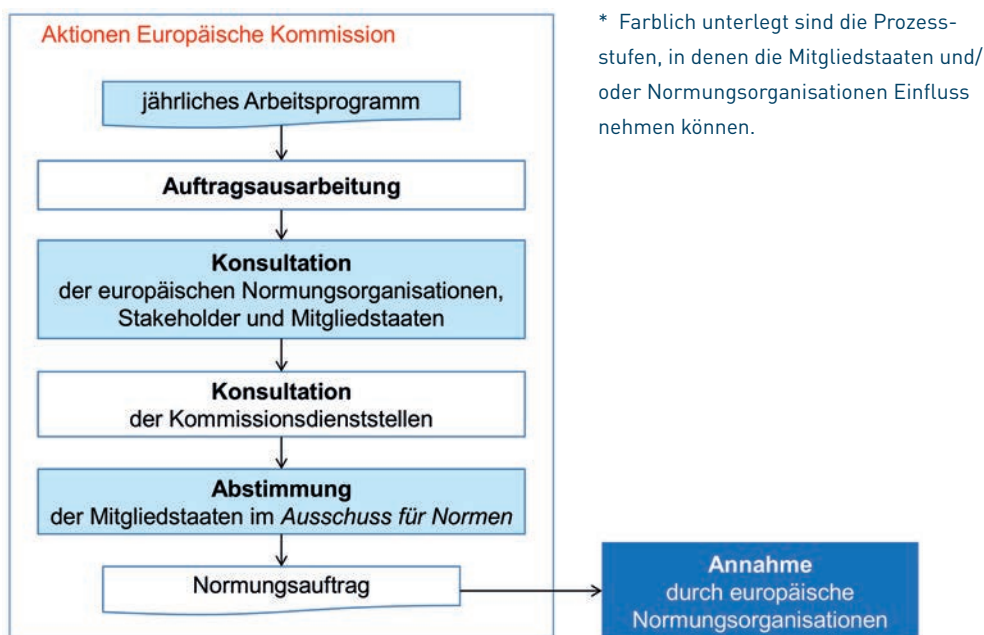 Aktionen Europäische Kommission
jährliches Arbeitsprogramm
Auftragsausarbeitung
Konsultation
der europäischen Normungsorganisationen,
Stakeholder und Mitgliedstaaten
Konsultation
der Kommissionsdienststellen
Abstimmung
der Mitgliedstaaten im Ausschuss für Normen
Normungsauftrag
Annahme
durch europäische
Normungsorganisationen
* Farblich unterlegt sind die Prozess-
stufen, in denen die Mitgliedstaaten und/
oder Normungsorganisationen Einfluss
nehmen können.